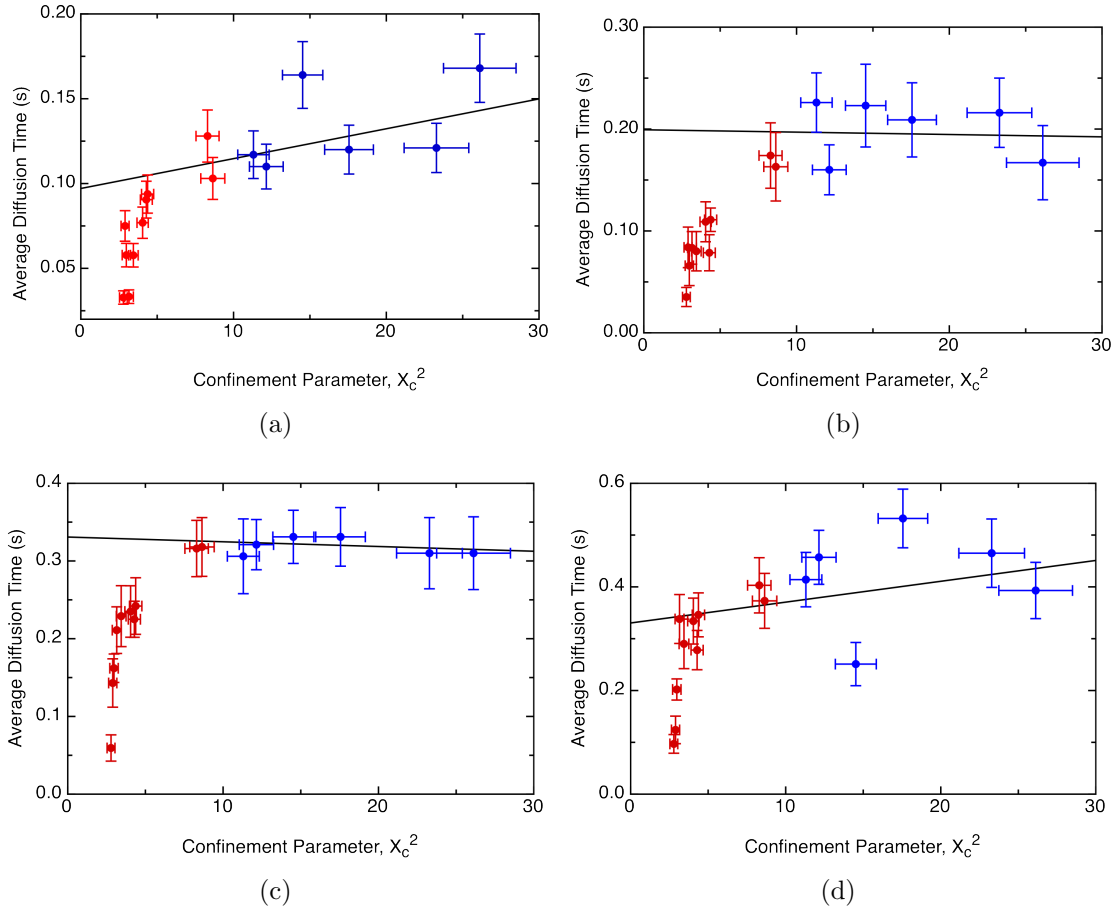 0.20
0.15
0.10
0.05
Average Diffusion Time (s)
0
10
20
30
Confinement Parameter, Xc²
(a)
0.30
0.20
0.10
0.00
Average Diffusion Time (s)
0
10
20
30
Confinement Parameter, Xc²
(b)
0.4
0.3
0.2
0.1
0.0
Average Diffusion Time (s)
0
10
20
30
Confinement Parameter, Xc²
(c)
0.6
0.4
0.2
0.0
Average Diffusion Time (s)
0
10
20
30
Confinement Parameter, Xc²
(d)